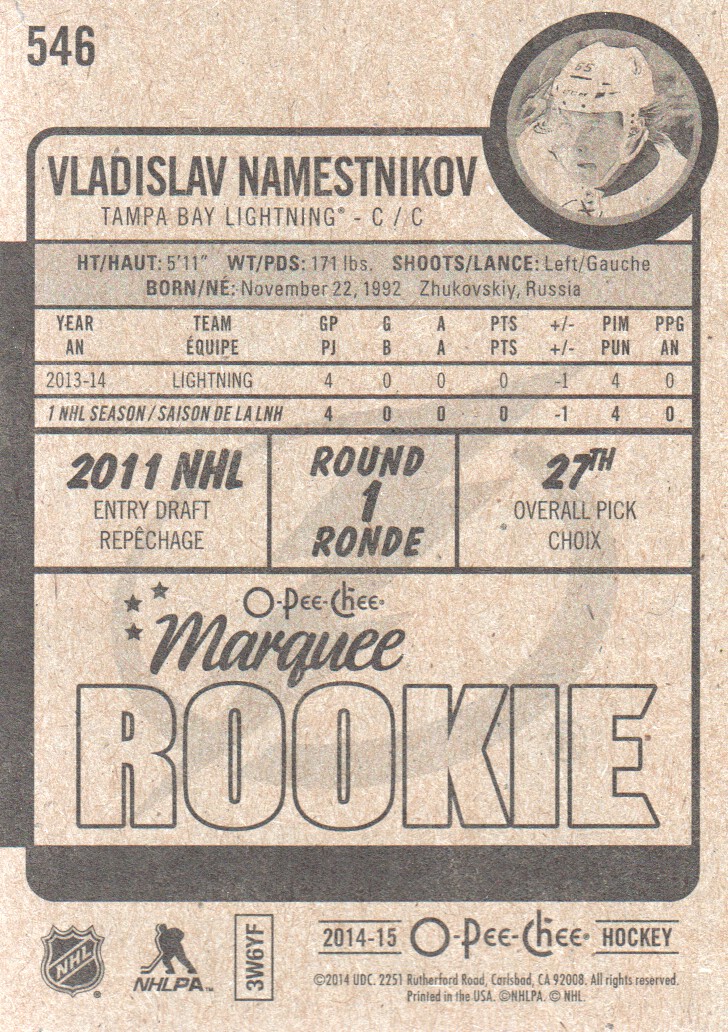 546
65
VLADISLAV NAMESTNIKOV
TAMPA BAY LIGHTNING® - C / C
HT/HAUT: 5'11" WT/PDS: 171 lbs. SHOOTS/LANCE: Left/Gauche
BORN/NÉ: November 22, 1992 Zhukovskiy, Russia
YEAR TEAM GP G A PTS +/- PIM PPG
AN ÉQUIPE PJ B A PTS +/- PUN AN
2013-14 LIGHTNING 4 0 0 0 -1 4 0
1 NHL SEASON / SAISON DE LA LNH 4 0 0 0 -1 4 0
2011 NHL
ENTRY DRAFT
REPÊCHAGE
ROUND
1
RONDE
27TH
OVERALL PICK
CHOIX
O-Pee-Chee®
Marquee
ROOKIE
NHL
NHLPA™
3W6YF
2014-15 O-Pee-Chee® HOCKEY
©2014 UDC. 2251 Rutherford Road, Carlsbad, CA 92008. All rights reserved.
Printed in the USA. ©NHLPA. © NHL.